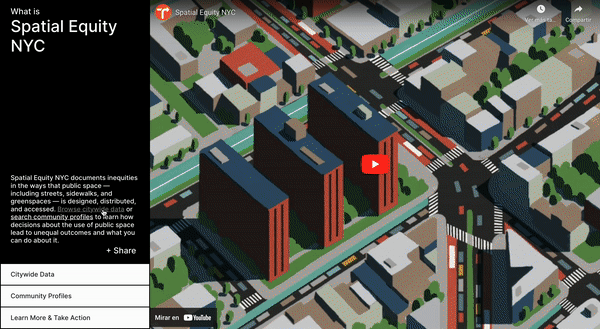 What is
Spatial Equity
NYC
Spatial Equity NYC documents inequities
in the ways that public space —
including streets, sidewalks, and
greenspaces — is designed, distributed,
and accessed. Browse citywide data or
search community profiles to learn how
decisions about the use of public space
lead to unequal outcomes and what you
can do about it.
+ Share
Citywide Data
Community Profiles
Learn More & Take Action
Spatial Equity NYC
Ver más ta...
Compartir
Mirar en YouTube